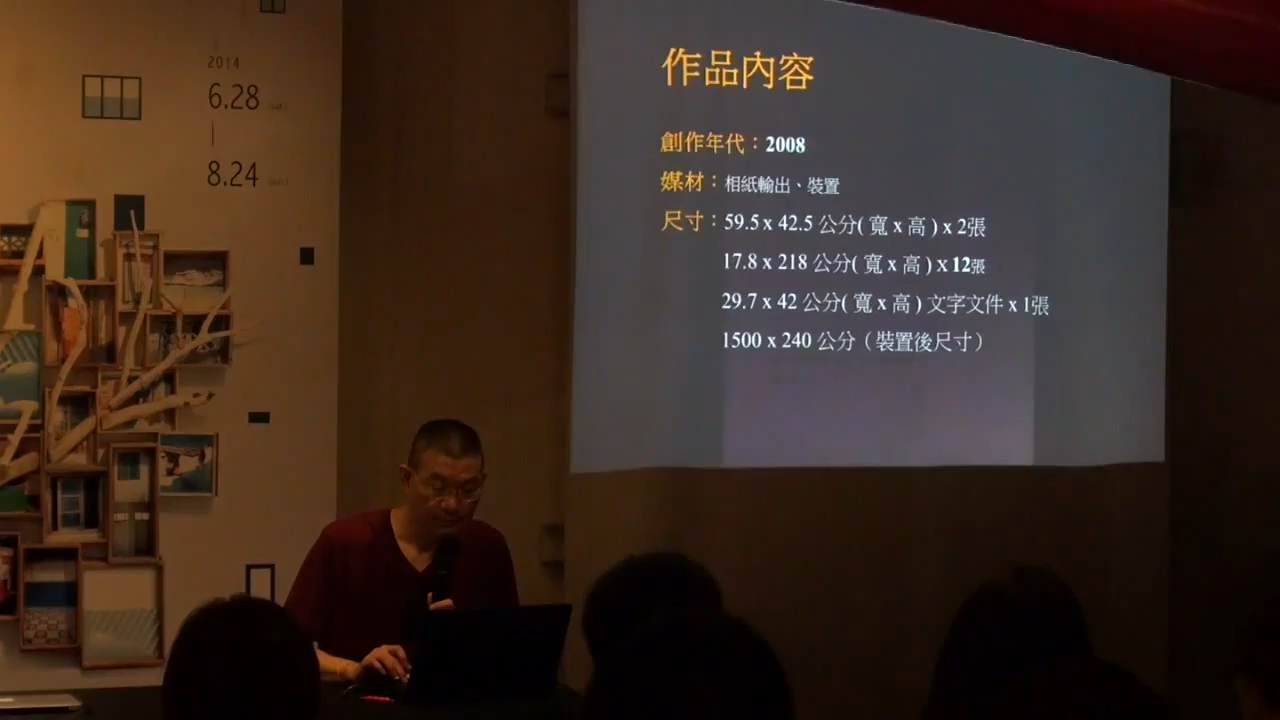 2014
6.28
8.24
作品內容
創作年代：2008
媒材：相紙輸出、裝置
尺寸：59.5 x 42.5 公分( 寬 x 高 ) x 2張
17.8 x 218 公分( 寬 x 高 ) x 12張
29.7 x 42 公分( 寬 x 高 ) 文字文件 x 1張
1500 x 240 公分（裝置後尺寸）